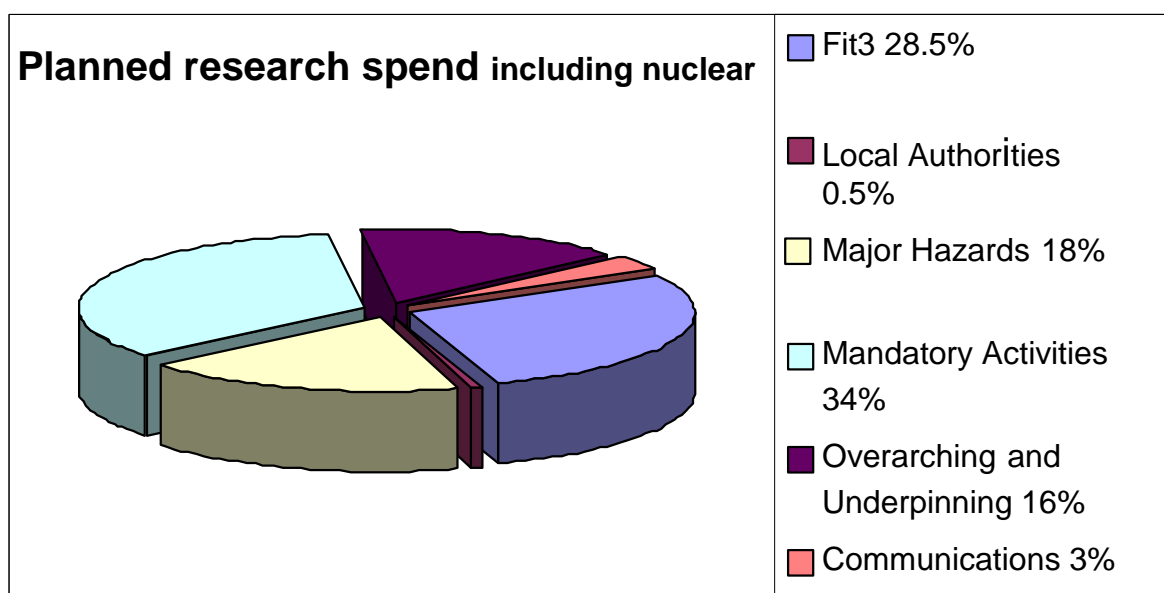 Planned research spend including nuclear
Fit3 28.5%
Local Authorities
0.5%
Major Hazards 18%
Mandatory Activities
34%
Overarching and
Underpinning 16%
Communications 3%